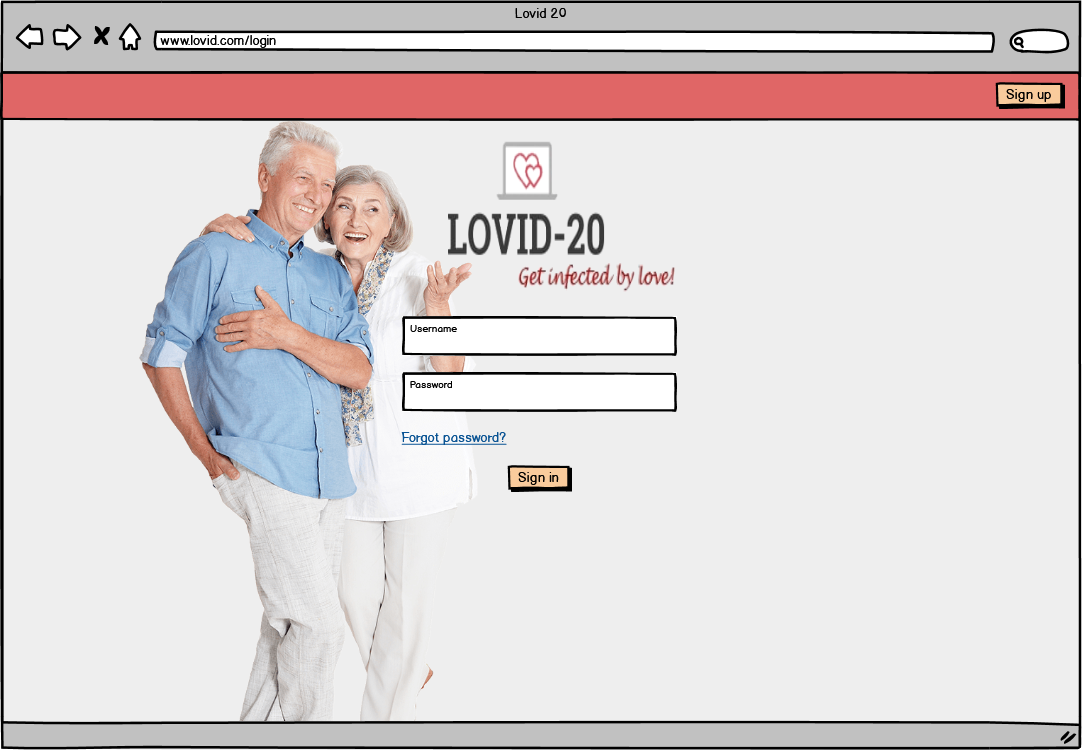 Lovid 20
www.lovid.com/login
Sign up
LOVID-20
Get infected by love!
Username
Password
Forgot password?
Sign in